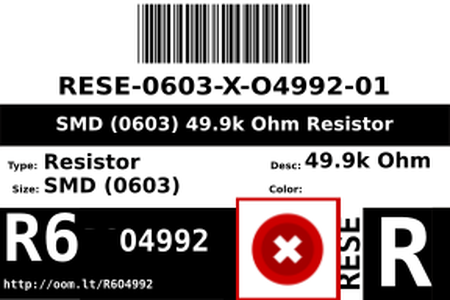 RESE-0603-X-O4992-01
SMD (0603) 49.9k Ohm Resistor
Type: Resistor
Desc: 49.9k Ohm
Size: SMD (0603)
Color:
R6
04992
RESE
R
http://oom.lt/R6O4992